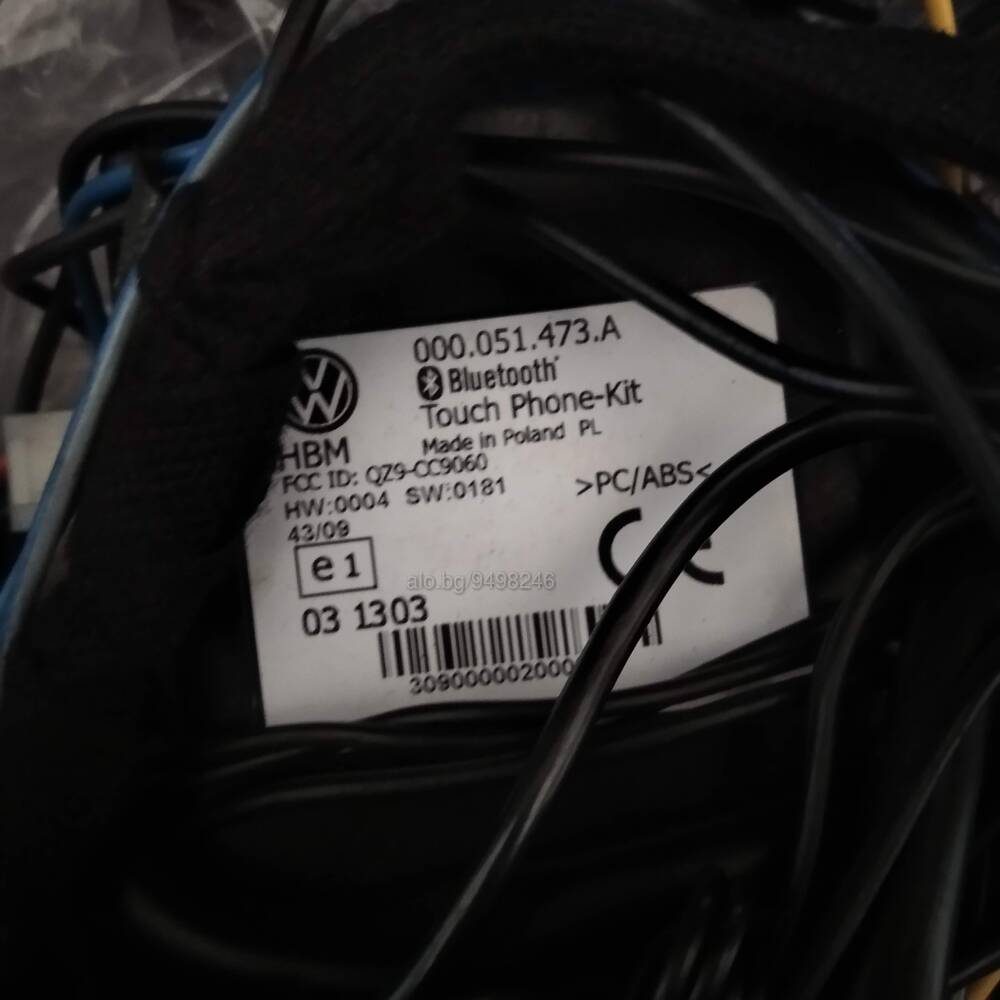 000.051.473.A
Bluetooth
Touch Phone-Kit
Made in Poland PL
HBM
FCC ID: QZ9-CC9060
HW:0004 SW:0181
>PC/ABS<
43/09
e1
CE
alo.bg/9498246
03 1303